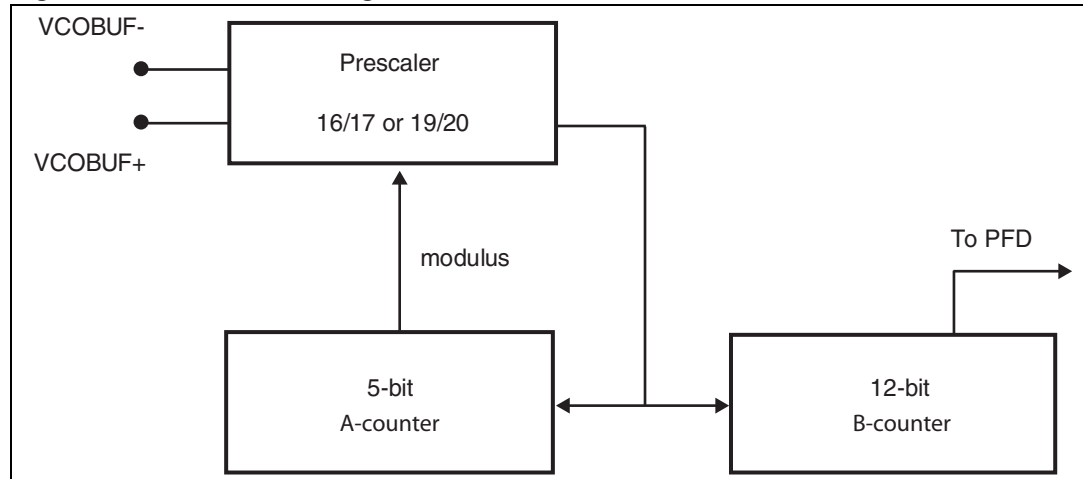 VCOBUF-
Prescaler
16/17 or 19/20
VCOBUF+
modulus
To PFD
5-bit
A-counter
12-bit
B-counter